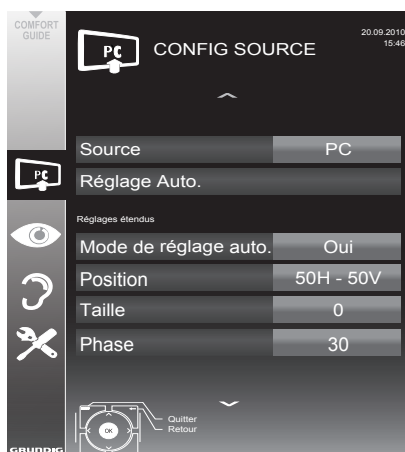 COMFORT
GUIDE
PC
CONFIG SOURCE
20.09.2010
15:46
Source PC
PC
Réglage Auto.
Réglages étendus
Mode de réglage auto. Oui
Position 50H - 50V
Taille 0
Phase 30
OK
Quitter
Retour
GRUNDIG